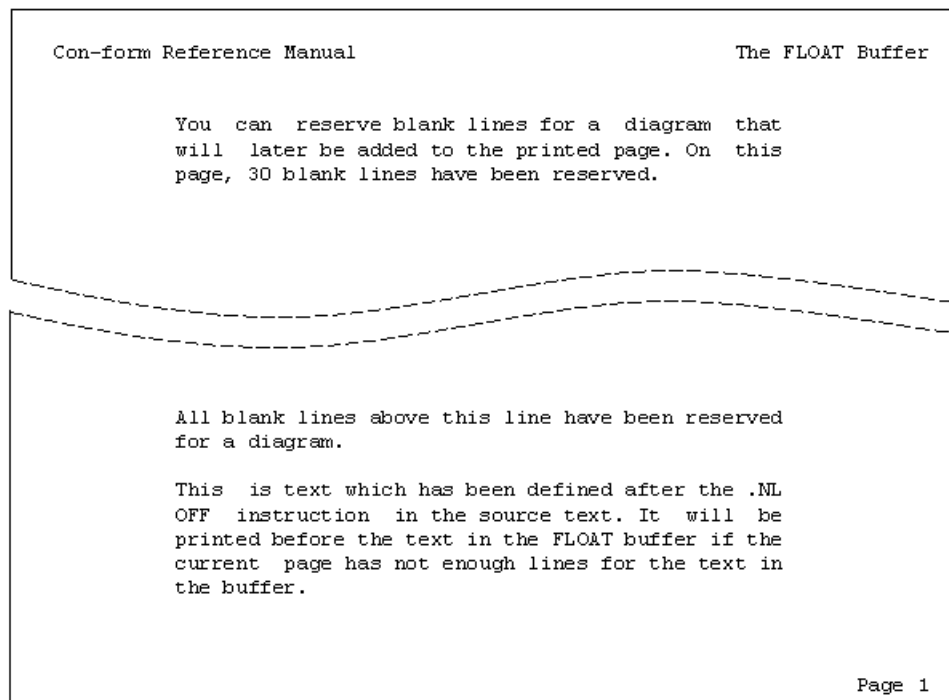 Con-form Reference Manual The FLOAT Buffer
You can reserve blank lines for a diagram that
will later be added to the printed page. On this
page, 30 blank lines have been reserved.
All blank lines above this line have been reserved
for a diagram.
This is text which has been defined after the .NL
OFF instruction in the source text. It will be
printed before the text in the FLOAT buffer if the
current page has not enough lines for the text in
the buffer.
Page 1